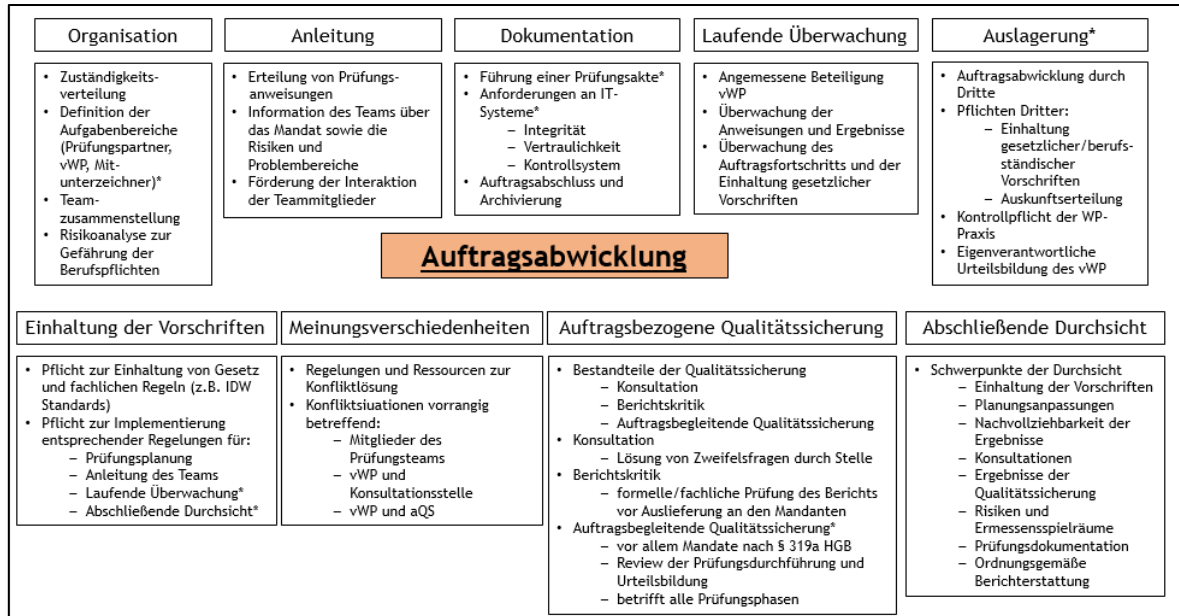 Organisation
• Zuständigkeits-
verteilung
• Definition der
Aufgabenbereiche
(Prüfungspartner,
vWP, Mit-
unterzeichner)*
• Team-
zusammenstellung
• Risikoanalyse zur
Gefährung der
Berufspflichten
Anleitung
• Erteilung von Prüfungs-
anweisungen
• Information des Teams über
das Mandat sowie die
Risiken und
Problembereiche
• Förderung der Interaktion
der Teammitglieder
Dokumentation
• Führung einer Prüfungsakte*
• Anforderungen an IT-
Systeme*
– Integrität
– Vertraulichkeit
– Kontrollsystem
• Auftragsabschluss und
Archivierung
Laufende Überwachung
• Angemessene Beteiligung
vWP
• Überwachung der
Anweisungen und Ergebnisse
• Überwachung des
Auftragsfortschritts und der
Einhaltung gesetzlicher
Vorschriften
Auslagerung*
• Auftragsabwicklung durch
Dritte
• Pflichten Dritter:
– Einhaltung
gesetzlicher/berufs-
ständischer
Vorschriften
– Auskunftserteilung
• Kontrollpflicht der WP-
Praxis
• Eigenverantwortliche
Urteilsbildung des vWP
Auftragsabwicklung
Einhaltung der Vorschriften
• Pflicht zur Einhaltung von Gesetz
und fachlichen Regeln (z.B. IDW
Standards)
• Pflicht zur Implementierung
entsprechender Regelungen für:
– Prüfungsplanung
– Anleitung des Teams
– Laufende Überwachung*
– Abschließende Durchsicht*
Meinungsverschiedenheiten
• Regelungen und Ressourcen zur
Konfliktlösung
• Konfliktsiuationen vorrangig
betreffend:
– Mitglieder des
Prüfungsteams
– vWP und
Konsultationsstelle
– vWP und aQS
Auftragsbezogene Qualitätssicherung
• Bestandteile der Qualitätssicherung
– Konsultation
– Berichtskritik
– Auftragsbegleitende Qualitätssicherung
• Konsultation
– Lösung von Zweifelsfragen durch Stelle
• Berichtskritik
– formelle/fachliche Prüfung des Berichts
vor Auslieferung an den Mandanten
• Auftragsbegleitende Qualitätssicherung*
– vor allem Mandate nach § 319a HGB
– Review der Prüfungsdurchführung und
Urteilsbildung
– betrifft alle Prüfungsphasen
Abschließende Durchsicht
• Schwerpunkte der Durchsicht
– Einhaltung der Vorschriften
– Planungsanpassungen
– Nachvollziehbarkeit der
Ergebnisse
– Konsultationen
– Ergebnisse der
Qualitätssicherung
– Risiken und
Ermessensspielräume
– Prüfungsdokumentation
– Ordnungsgemäße
Berichterstattung